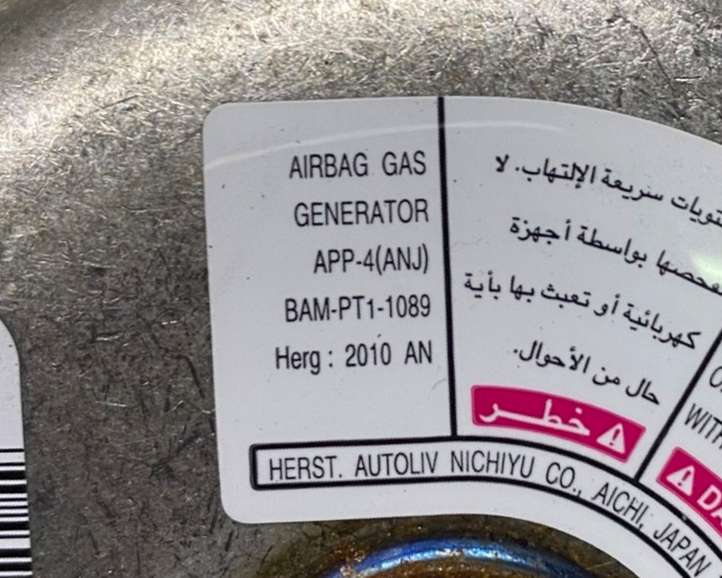 AIRBAG GAS
GENERATOR
APP-4(ANJ)
BAM-PT1-1089
Herg : 2010 AN
سريعة الإلتهاب. لا
بواسطة أجهزة
كهربائية أو تعبث بها بأية
حال من الأحوال.
خطر
HERST. AUTOLIV NICHIYU CO., AICHI, JAPAN